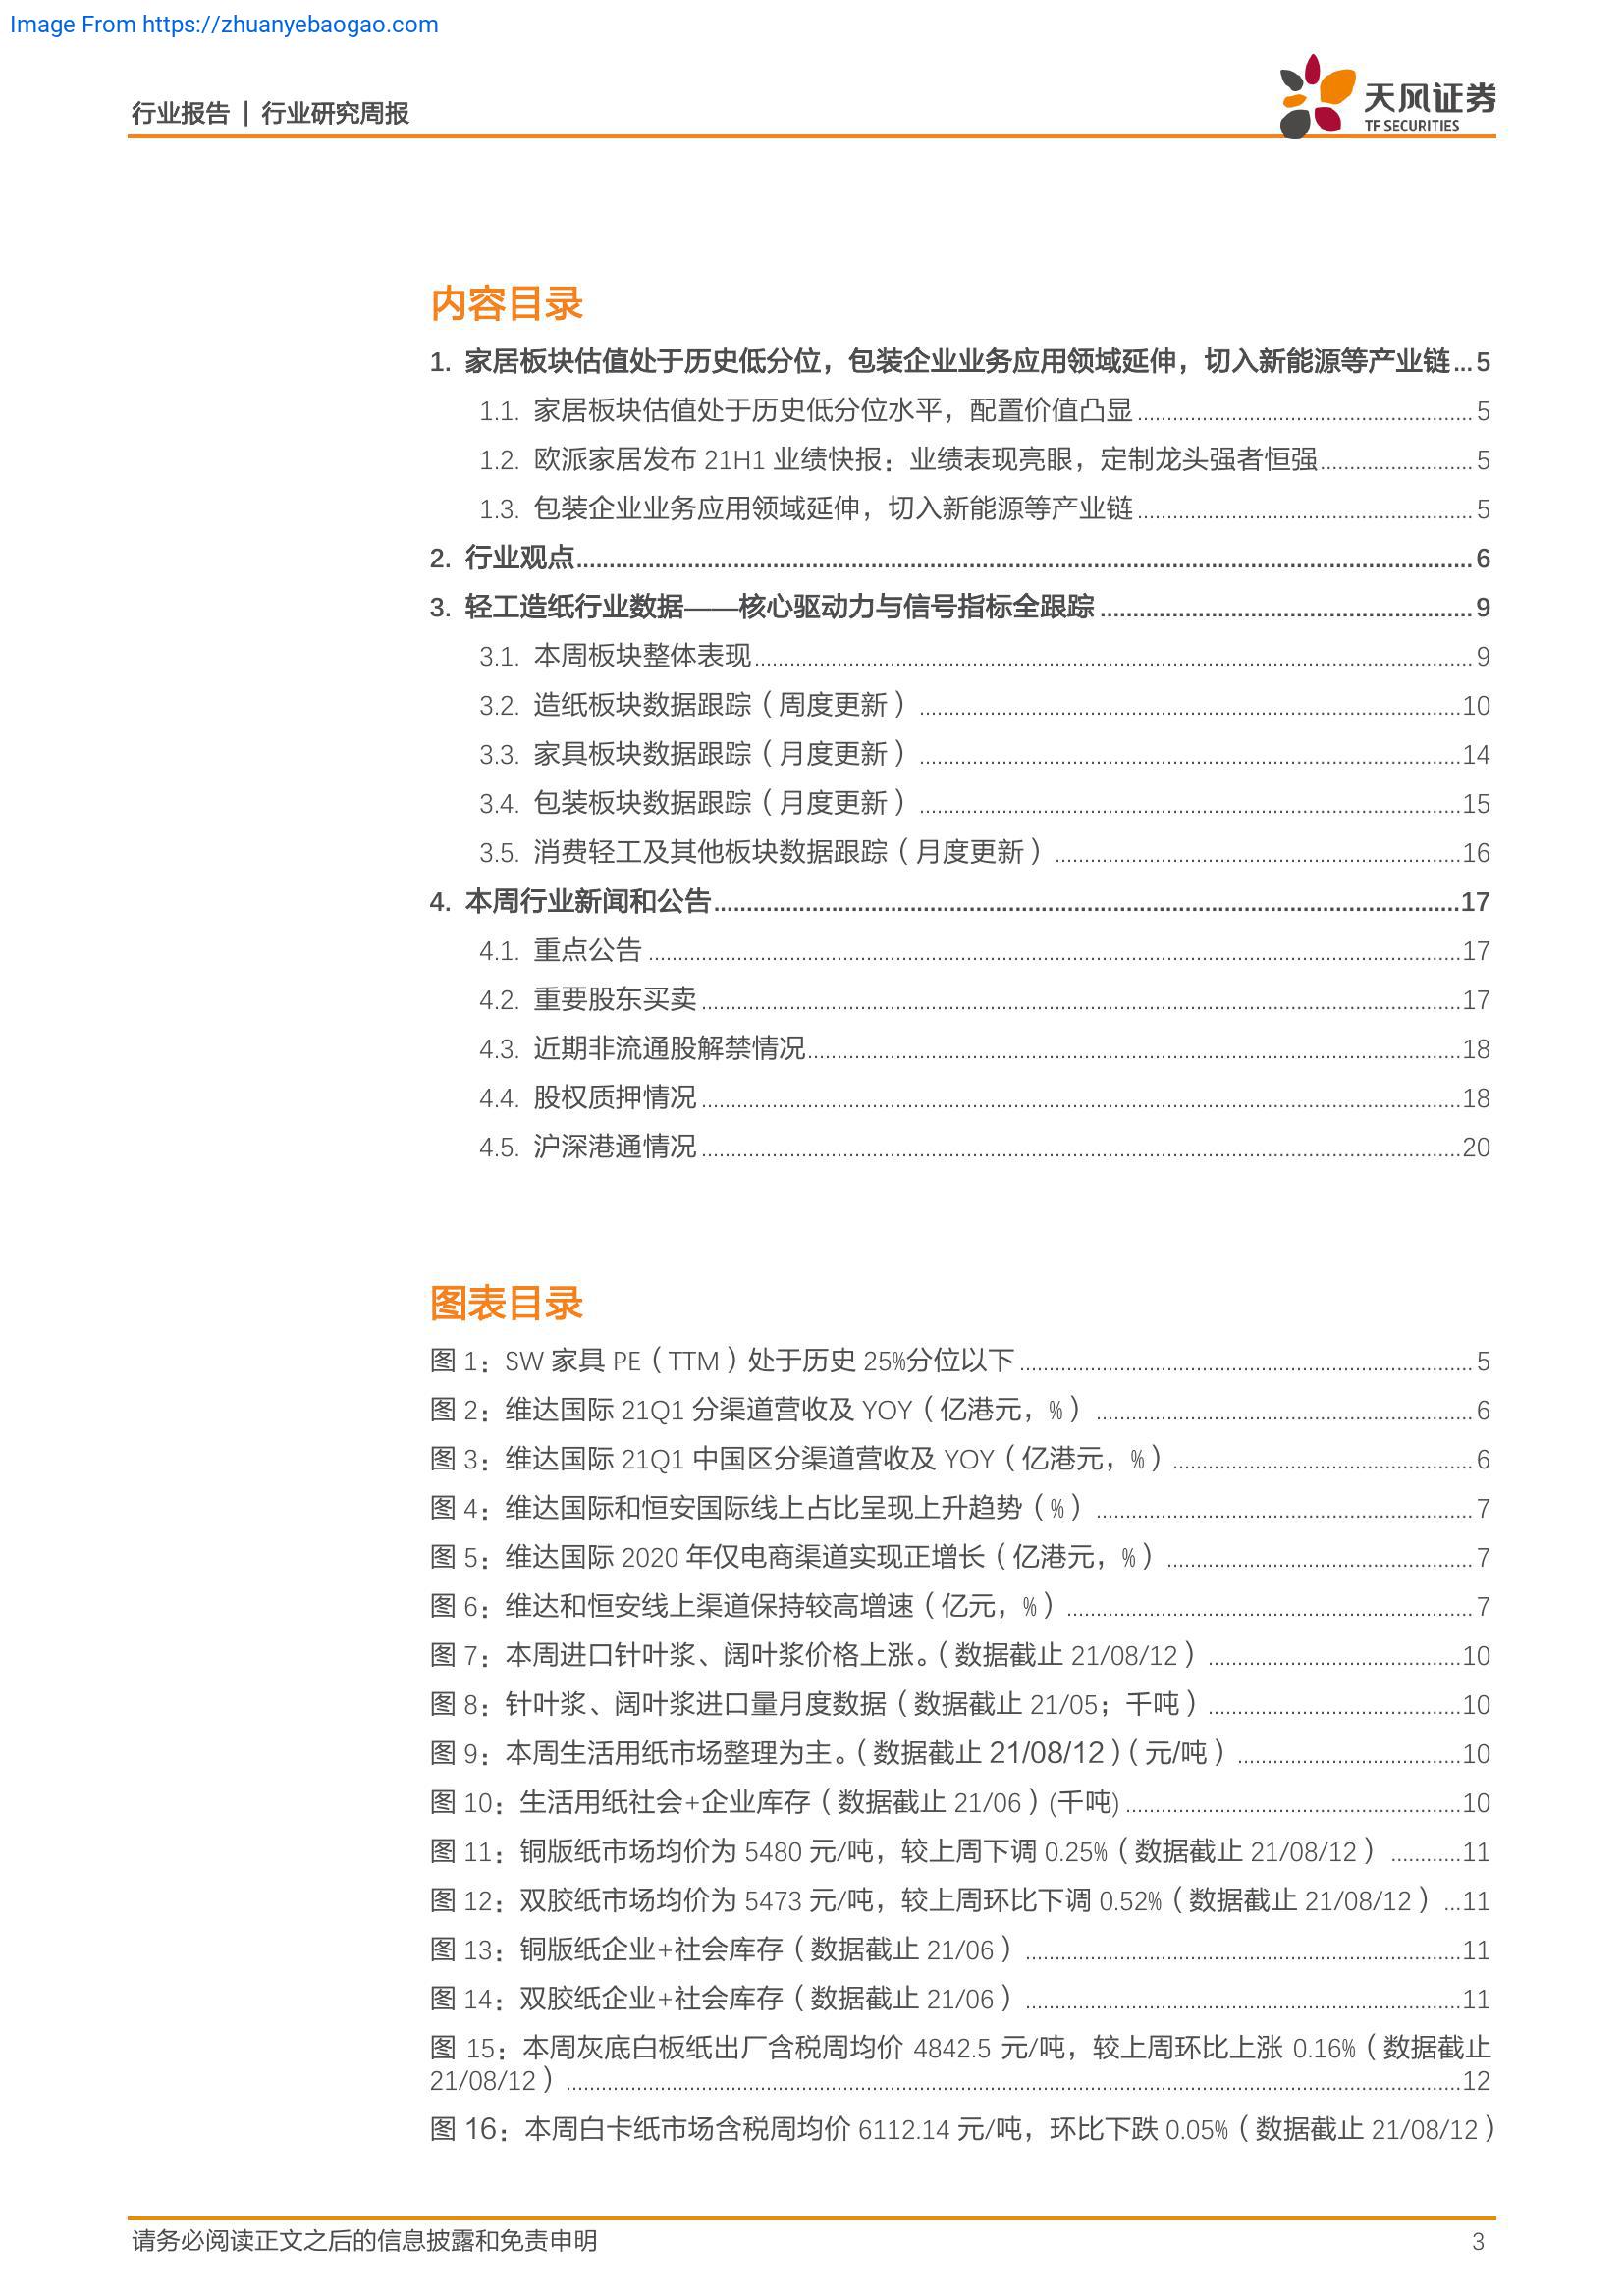 Image From https://zhuanyebaogao.com
行业报告 | 行业研究周报
天风证券
TF SECURITIES
内容目录
1. 家居板块估值处于历史低分位，包装企业业务应用领域延伸，切入新能源等产业链...5
1.1. 家居板块估值处于历史低分位水平，配置价值凸显 5
1.2. 欧派家居发布 21H1 业绩快报：业绩表现亮眼，定制龙头强者恒强 5
1.3. 包装企业业务应用领域延伸，切入新能源等产业链 5
2. 行业观点 6
3. 轻工造纸行业数据——核心驱动力与信号指标全跟踪 9
3.1. 本周板块整体表现 9
3.2. 造纸板块数据跟踪（周度更新） 10
3.3. 家具板块数据跟踪（月度更新） 14
3.4. 包装板块数据跟踪（月度更新） 15
3.5. 消费轻工及其他板块数据跟踪（月度更新） 16
4. 本周行业新闻和公告 17
4.1. 重点公告 17
4.2. 重要股东买卖 17
4.3. 近期非流通股解禁情况 18
4.4. 股权质押情况 18
4.5. 沪深港通情况 20
图表目录
图 1：SW 家具 PE（TTM）处于历史 25%分位以下 5
图 2：维达国际 21Q1 分渠道营收及 YOY（亿港元，%） 6
图 3：维达国际 21Q1 中国区分渠道营收及 YOY（亿港元，%） 6
图 4：维达国际和恒安国际线上占比呈现上升趋势（%） 7
图 5：维达国际 2020 年仅电商渠道实现正增长（亿港元，%） 7
图 6：维达和恒安线上渠道保持较高增速（亿元，%） 7
图 7：本周进口针叶浆、阔叶浆价格上涨。（数据截止 21/08/12） 10
图 8：针叶浆、阔叶浆进口量月度数据（数据截止 21/05；千吨） 10
图 9：本周生活用纸市场整理为主。（数据截止 21/08/12）（元/吨） 10
图 10：生活用纸社会+企业库存（数据截止 21/06）(千吨) 10
图 11：铜版纸市场均价为 5480 元/吨，较上周下调 0.25%（数据截止 21/08/12） 11
图 12：双胶纸市场均价为 5473 元/吨，较上周环比下调 0.52%（数据截止 21/08/12） ...11
图 13：铜版纸企业+社会库存（数据截止 21/06） 11
图 14：双胶纸企业+社会库存（数据截止 21/06） 11
图 15：本周灰底白板纸出厂含税周均价 4842.5 元/吨，较上周环比上涨 0.16%（数据截止
21/08/12） 12
图 16：本周白卡纸市场含税周均价 6112.14 元/吨，环比下跌 0.05%（数据截止 21/08/12）
请务必阅读正文之后的信息披露和免责申明 3